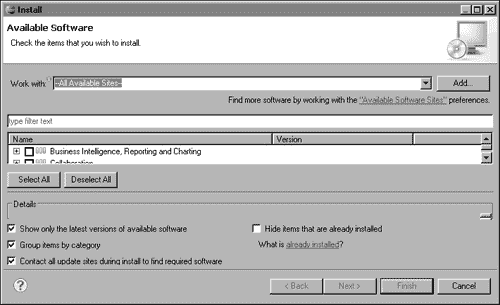 Install
Available Software
Check the items that you wish to install.
Work with: --All Available Sites-- Add...
Find more software by working with the "Available Software Sites" preferences.
type filter text
Name Version
Business Intelligence, Reporting and Charting
Collaboration
Select All Deselect All
Details
Show only the latest versions of available software Hide items that are already installed
Group items by category What is already installed?
Contact all update sites during install to find required software
? < Back Next > Finish Cancel